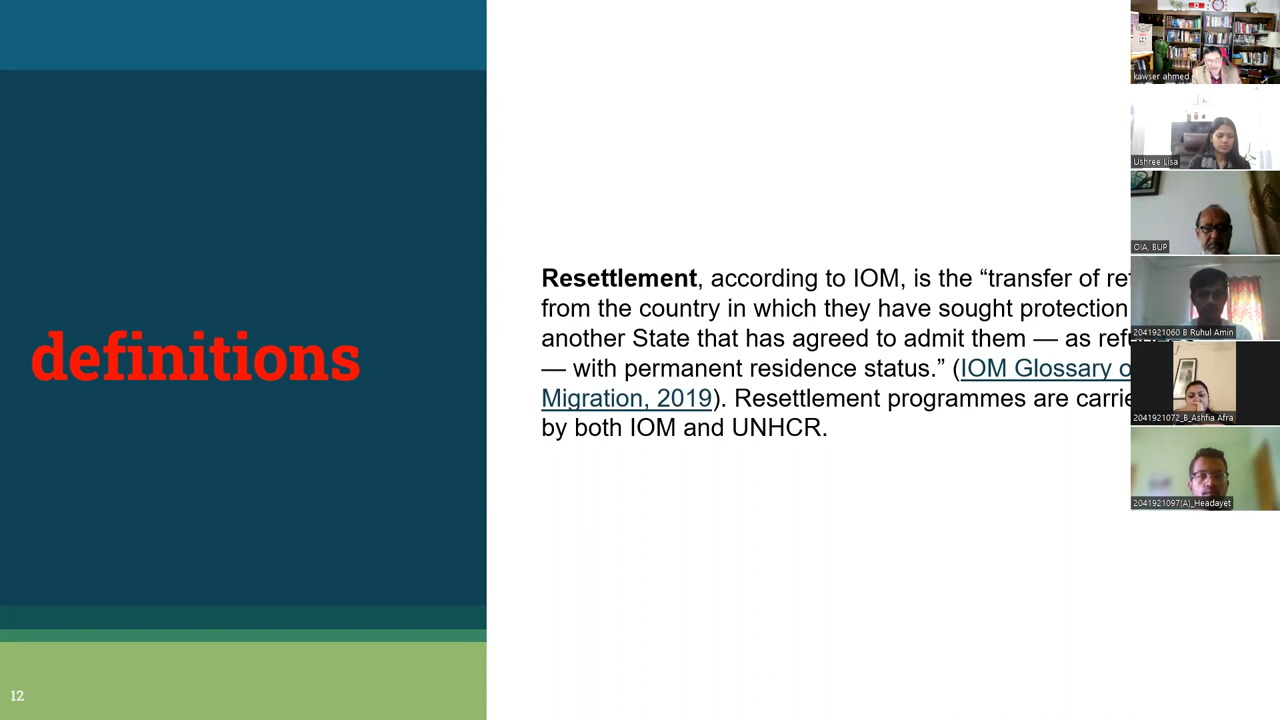 definitions
Resettlement, according to IOM, is the “transfer of
from the country in which they have sought protection
another State that has agreed to admit them — as
— with permanent residence status.” (IOM Glossary
Migration, 2019). Resettlement programmes are
by both IOM and UNHCR.
12
kawser ahmed
Ushree Lisa
OIA, BUP
2041921060 B Ruhul Amin
2041921072_B_Ashfia Afra
2041921097(A)_Headayet